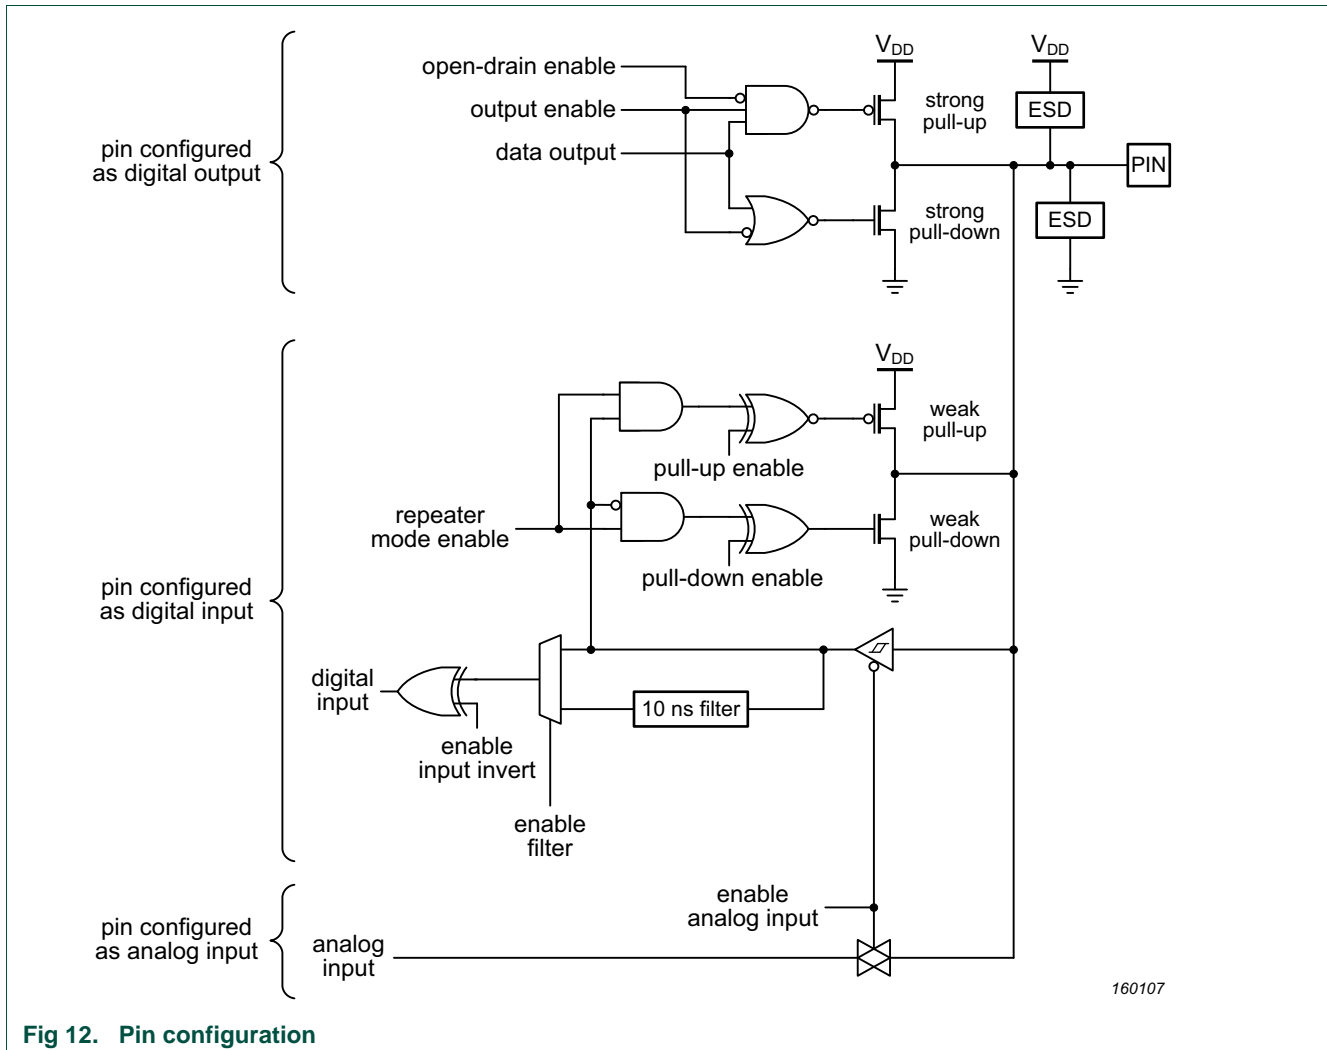 open-drain enable
output enable
data output
pin configured
as digital output
VDD
strong
pull-up
strong
pull-down
VDD
ESD
PIN
ESD
VDD
weak
pull-up
pull-up enable
repeater
mode enable
weak
pull-down
pull-down enable
pin configured
as digital input
digital
input
10 ns filter
enable
input invert
enable
filter
enable
analog input
pin configured
as analog input
analog
input
160107
Fig 12. Pin configuration